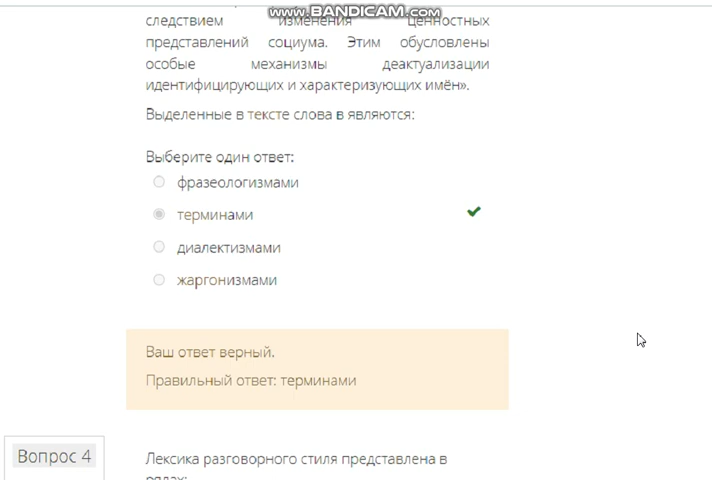 www.BANDICAM.com
следствием изменения ценностных
представлений социума. Этим обусловлены
особые механизмы деактуализации
идентифицирующих и характеризующих имён».
Выделенные в тексте слова в являются:
Выберите один ответ:
фразеологизмами
терминами
диалектизмами
жаргонизмами
Ваш ответ верный.
Правильный ответ: терминами
Вопрос 4
Лексика разговорного стиля представлена в
рядах: